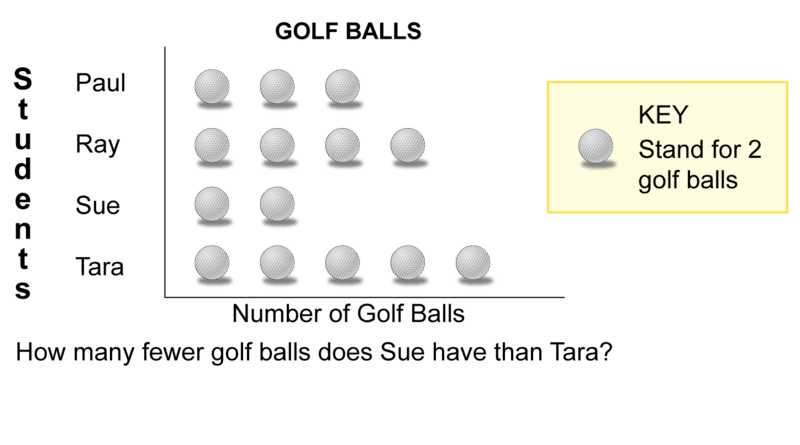 GOLF BALLS
Students
Paul
Ray
Sue
Tara
KEY
Stand for 2
golf balls
Number of Golf Balls
How many fewer golf balls does Sue have than Tara?